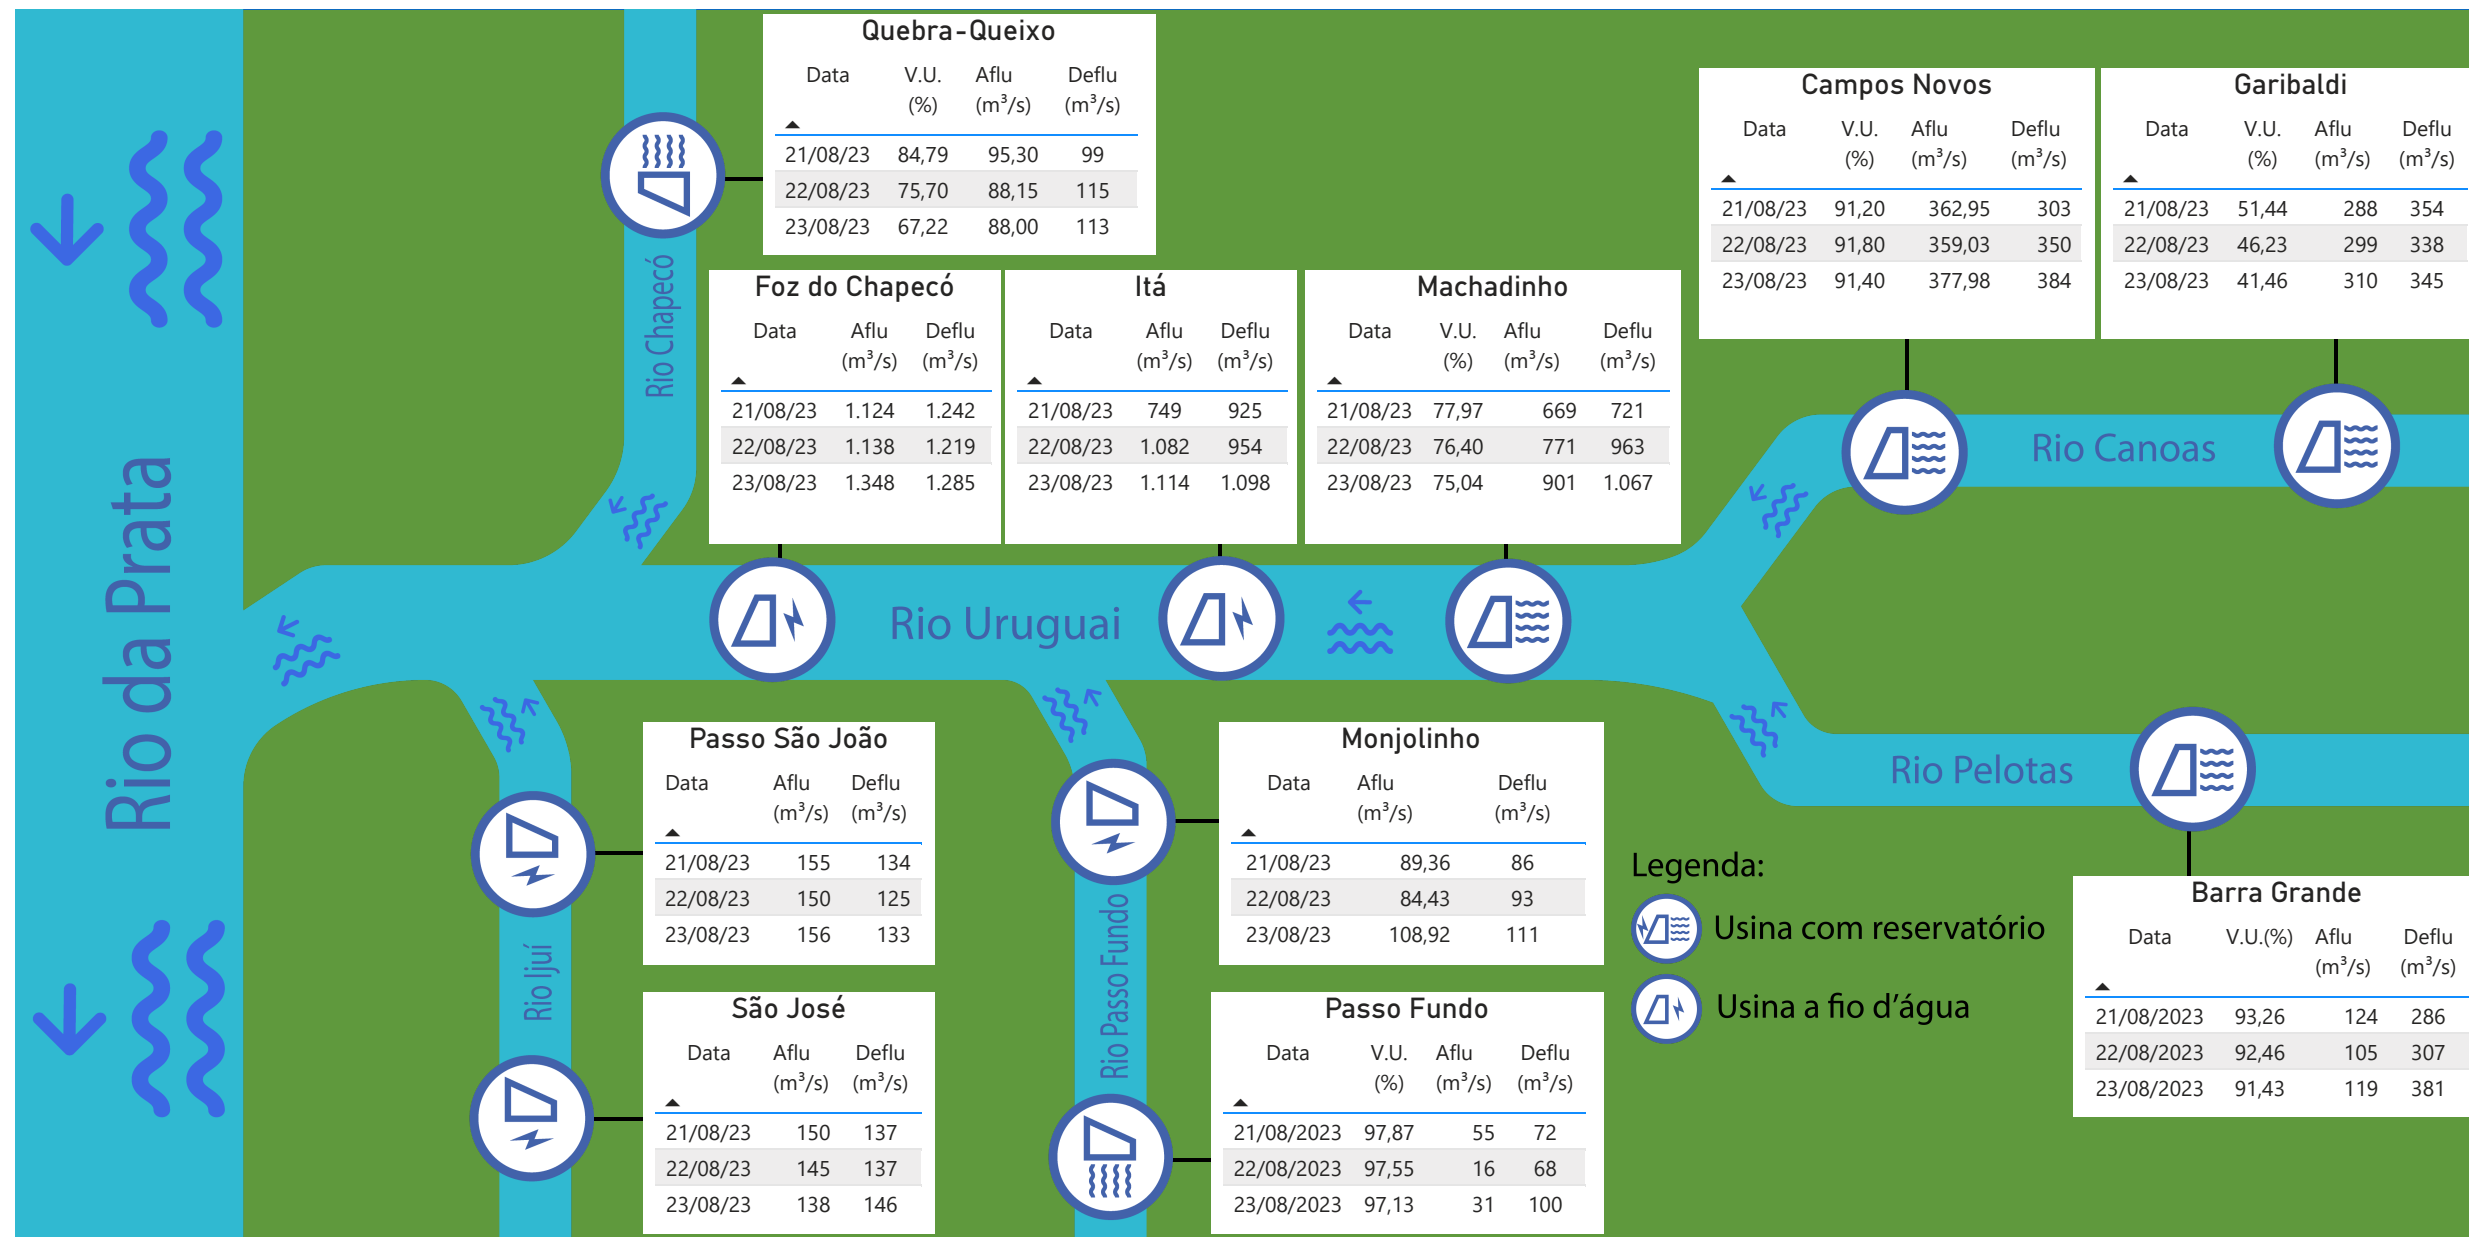 Quebra-Queixo
Data V.U. (%) Aflu (m³/s) Deflu (m³/s)
21/08/23 84,79 95,30 99
22/08/23 75,70 88,15 115
23/08/23 67,22 88,00 113
Campos Novos
Data V.U. (%) Aflu (m³/s) Deflu (m³/s)
21/08/23 91,20 362,95 303
22/08/23 91,80 359,03 350
23/08/23 91,40 377,98 384
Garibaldi
Data V.U. (%) Aflu (m³/s) Deflu (m³/s)
21/08/23 51,44 288 354
22/08/23 46,23 299 338
23/08/23 41,46 310 345
Rio Chapecó
Foz do Chapecó
Data Aflu (m³/s) Deflu (m³/s)
21/08/23 1.124 1.242
22/08/23 1.138 1.219
23/08/23 1.348 1.285
Itá
Data Aflu (m³/s) Deflu (m³/s)
21/08/23 749 925
22/08/23 1.082 954
23/08/23 1.114 1.098
Machadinho
Data V.U. (%) Aflu (m³/s) Deflu (m³/s)
21/08/23 77,97 669 721
22/08/23 76,40 771 963
23/08/23 75,04 901 1.067
Rio Canoas
Rio da Prata
Rio Uruguai
Rio Pelotas
Passo São João
Data Aflu (m³/s) Deflu (m³/s)
21/08/23 155 134
22/08/23 150 125
23/08/23 156 133
Monjolinho
Data Aflu (m³/s) Deflu (m³/s)
21/08/23 89,36 86
22/08/23 84,43 93
23/08/23 108,92 111
Rio Ijuí
Rio Passo Fundo
Legenda:
Usina com reservatório
Usina a fio d'água
Barra Grande
Data V.U.(%) Aflu (m³/s) Deflu (m³/s)
21/08/2023 93,26 124 286
22/08/2023 92,46 105 307
23/08/2023 91,43 119 381
São José
Data Aflu (m³/s) Deflu (m³/s)
21/08/23 150 137
22/08/23 145 137
23/08/23 138 146
Passo Fundo
Data V.U. (%) Aflu (m³/s) Deflu (m³/s)
21/08/2023 97,87 55 72
22/08/2023 97,55 16 68
23/08/2023 97,13 31 100